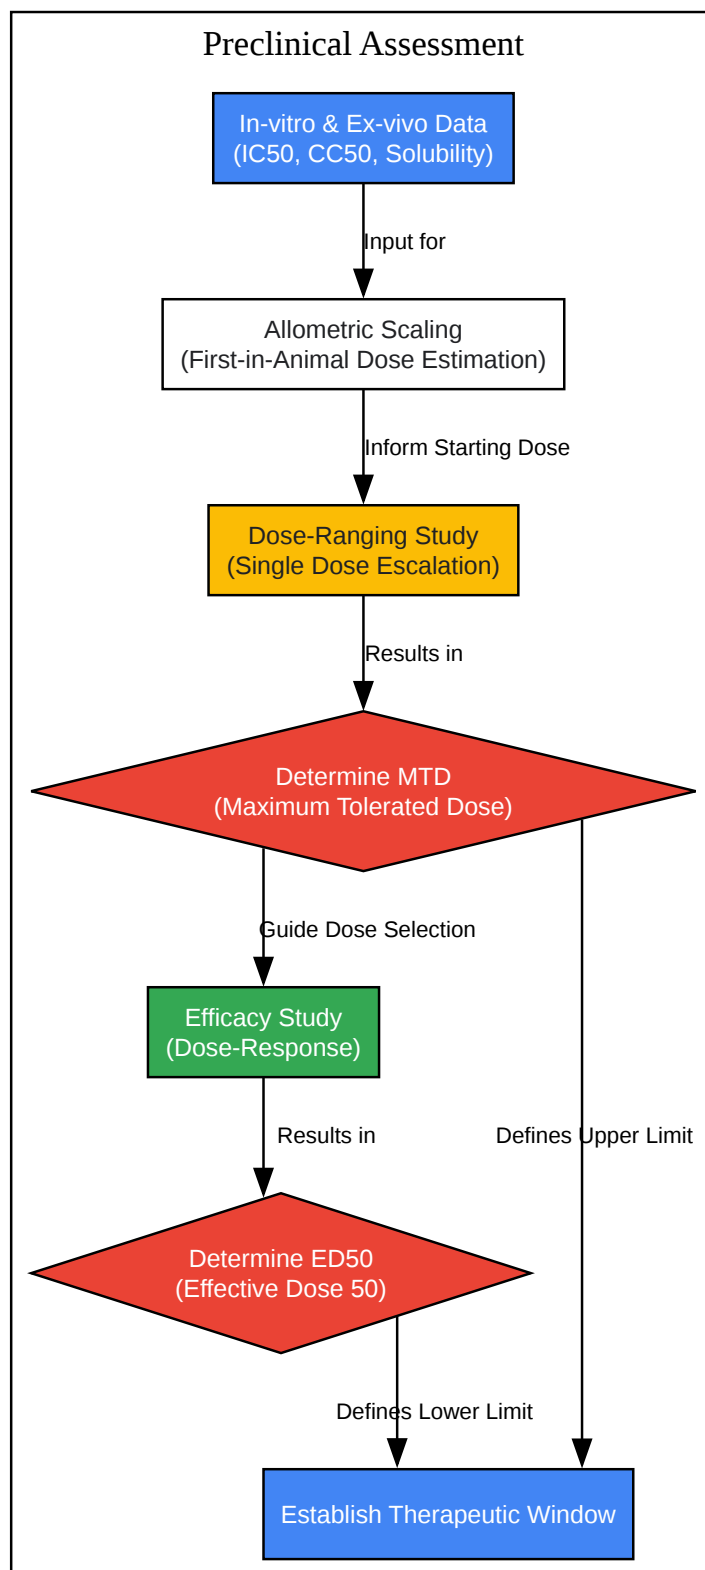 Preclinical Assessment
In-vitro & Ex-vivo Data
(IC50, CC50, Solubility)
Input for
Allometric Scaling
(First-in-Animal Dose Estimation)
Inform Starting Dose
Dose-Ranging Study
(Single Dose Escalation)
Results in
Determine MTD
(Maximum Tolerated Dose)
Guide Dose Selection
Efficacy Study
(Dose-Response)
Results in
Defines Upper Limit
Determine ED50
(Effective Dose 50)
Defines Lower Limit
Establish Therapeutic Window